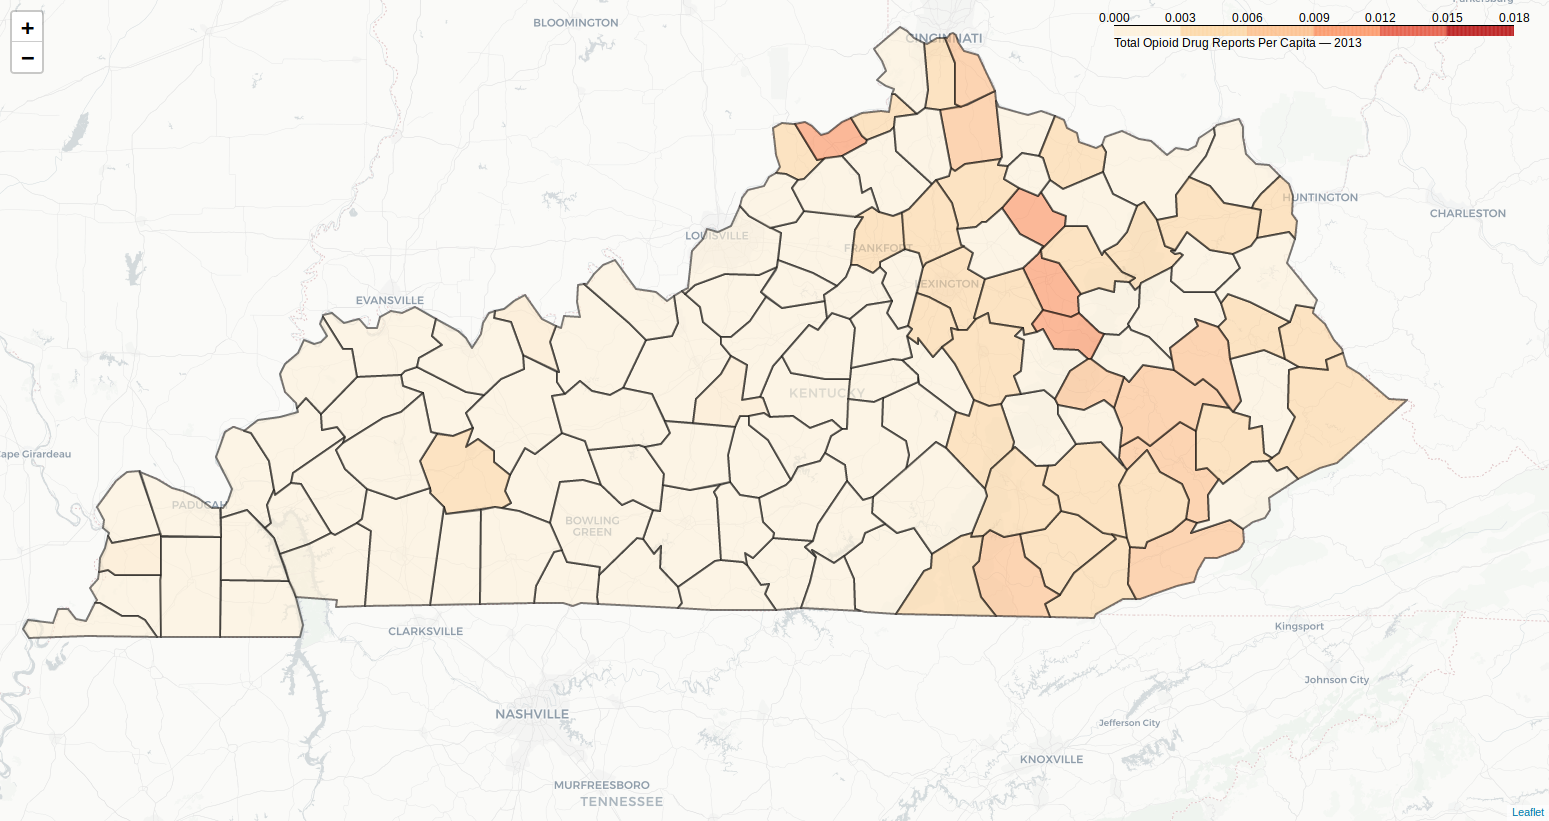 +
−
0.000 0.003 0.006 0.009 0.012 0.015 0.018
Total Opioid Drug Reports Per Capita — 2013
BLOOMINGTON
CINCINNATI
HUNTINGTON
CHARLESTON
LOUISVILLE
FRANKFORT
LEXINGTON
EVANSVILLE
KENTUCKY
Cape Girardeau
PADUCAH
BOWLING
GREEN
CLARKSVILLE
Kingsport
Johnson City
NASHVILLE
Jefferson City
KNOXVILLE
MURFREESBORO
TENNESSEE
Leaflet